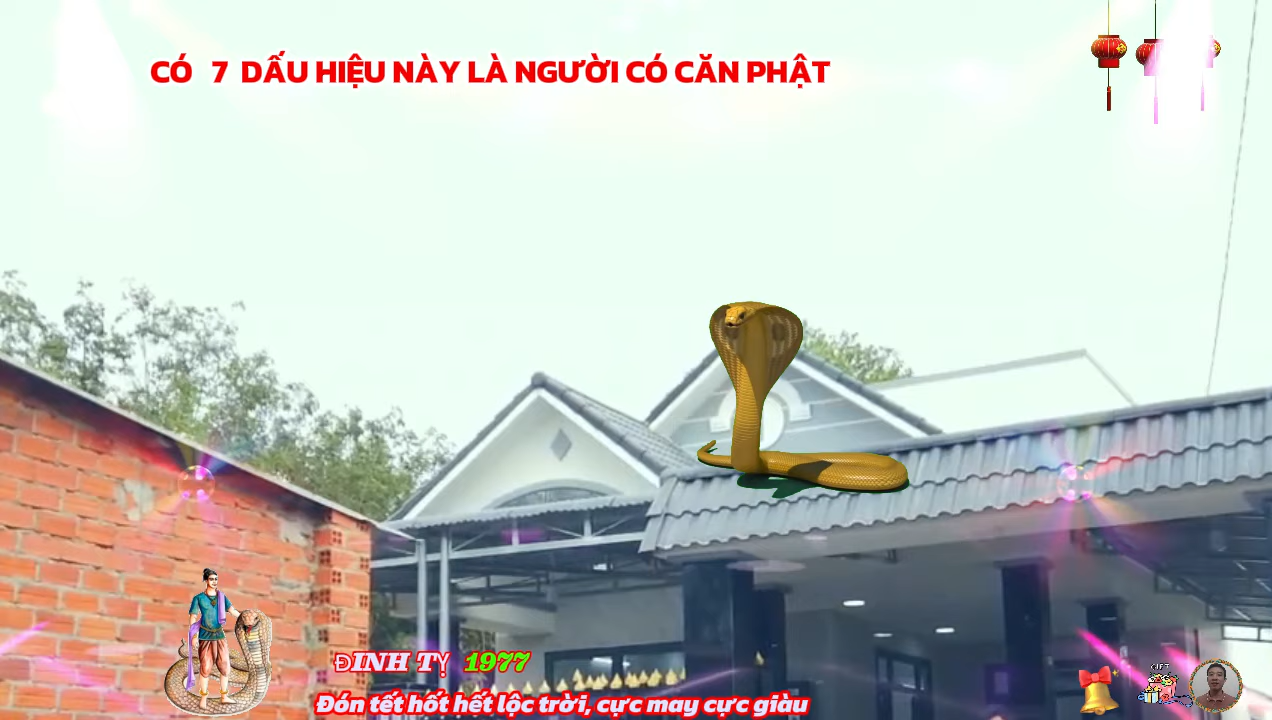 CÓ 7 DẤU HIỆU NÀY LÀ NGƯỜI CÓ CĂN PHẬT
GIFT
ĐINH TỴ 1977
Đón tết hốt hết lộc trời, cực may cực giàu